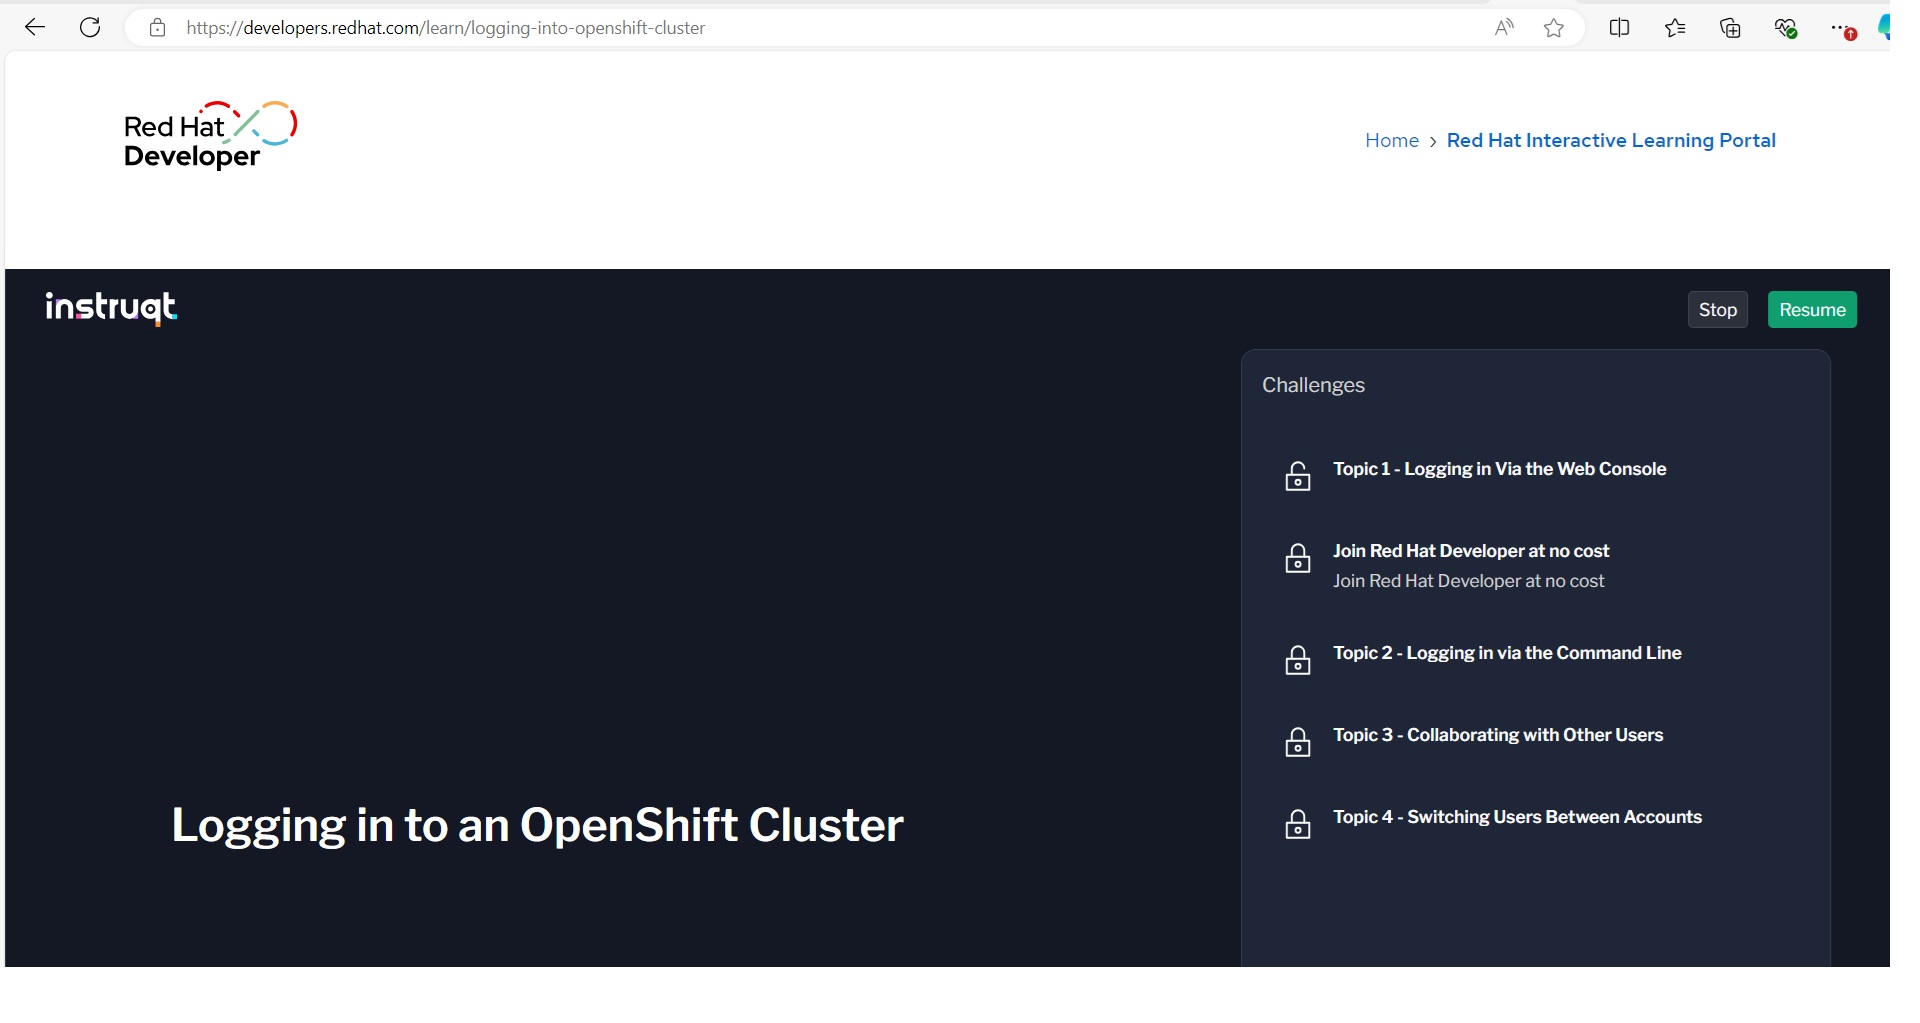 https://developers.redhat.com/learn/logging-into-openshift-cluster
Red Hat
Developer
Home › Red Hat Interactive Learning Portal
instruqt
Stop
Resume
Challenges
Topic 1 - Logging in Via the Web Console
Join Red Hat Developer at no cost
Join Red Hat Developer at no cost
Topic 2 - Logging in via the Command Line
Topic 3 - Collaborating with Other Users
Topic 4 - Switching Users Between Accounts
Logging in to an OpenShift Cluster